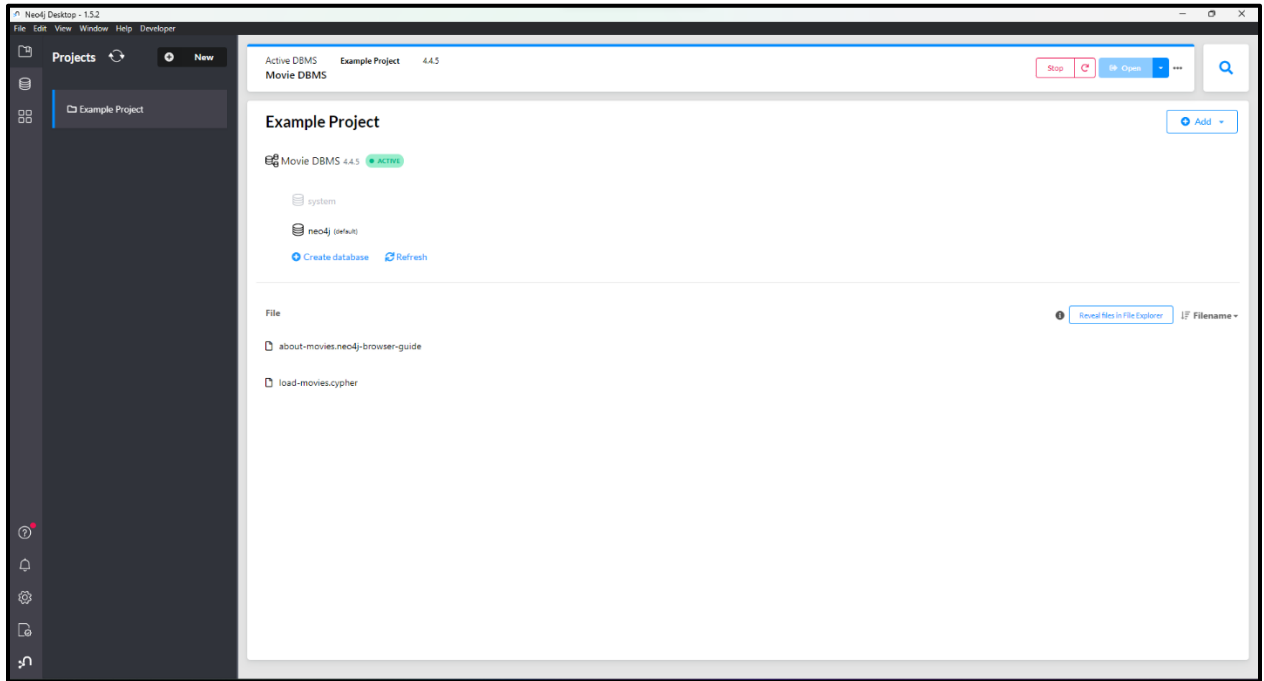 Neo4j Desktop - 1.5.2
File Edit View Window Help Developer
Projects New
Example Project
Active DBMS Example Project 4.4.5
Movie DBMS
Stop Open
Example Project
Add
Movie DBMS 4.4.5 ACTIVE
system
neo4j (default)
Create database Refresh
File
Reveal files in File Explorer Filename
about-movies.neo4j-browser-guide
load-movies.cypher